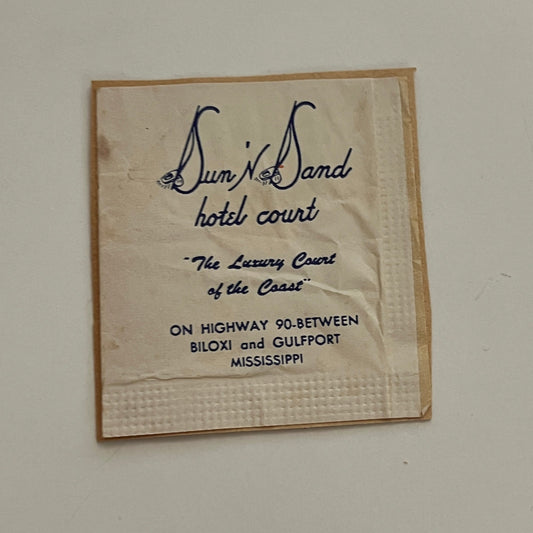 Sun 'N Sand
hotel court
"The Luxury Court
of the Coast"
ON HIGHWAY 90-BETWEEN
BILOXI and GULFPORT
MISSISSIPPI